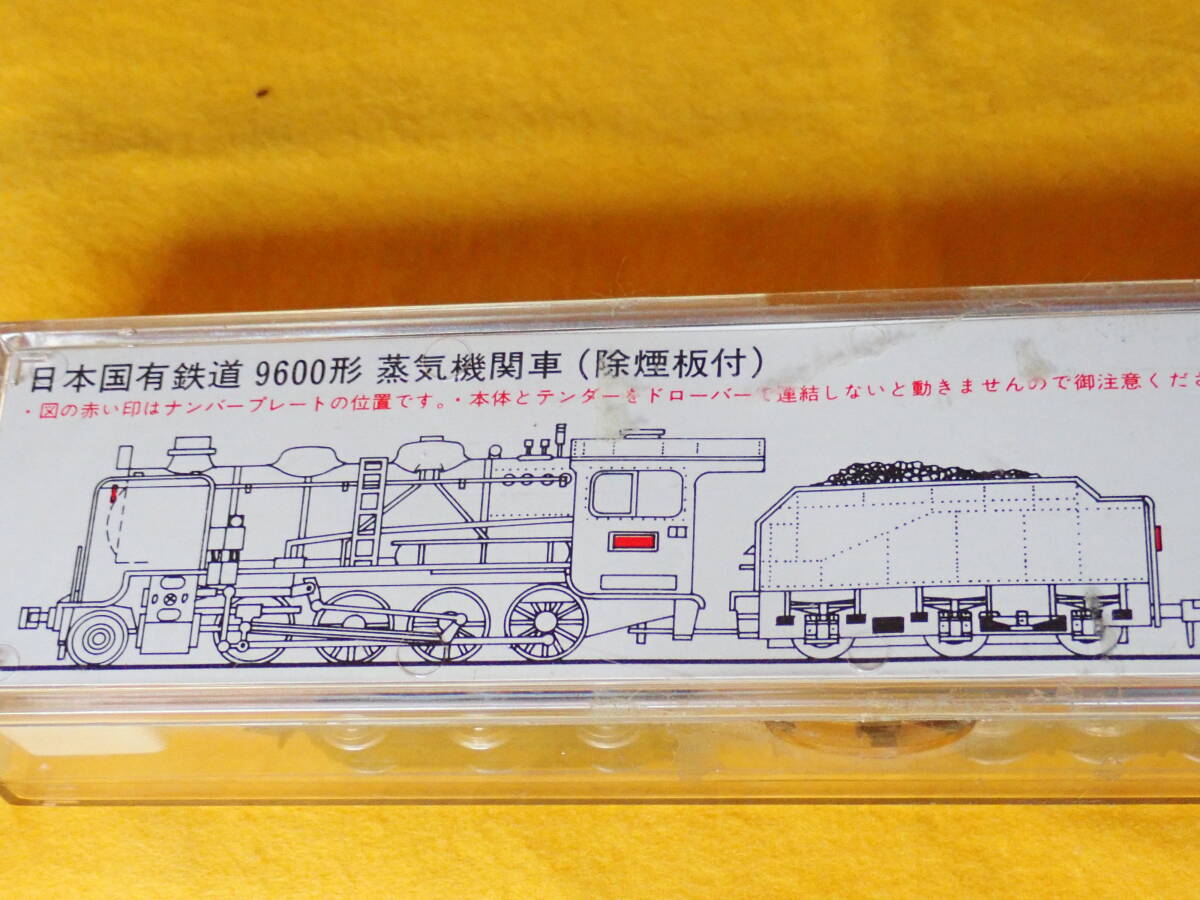 日本国有鉄道 9600形 蒸気機関車（除煙板付）
・図の赤い印はナンバープレートの位置です。・本体とテンダーをドローバーで連結しないと動きませんので御注意くださ